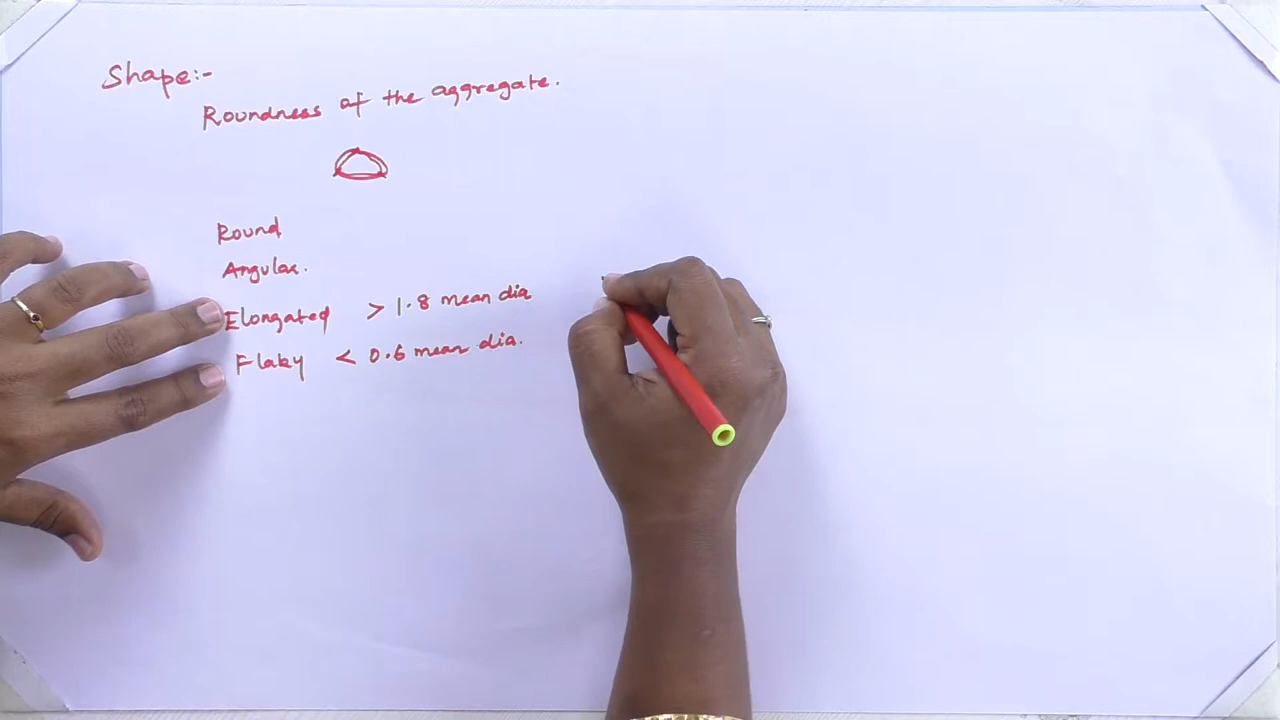 Shape:-
Roundness of the aggregate.
Round
Angular.
Elongated > 1.8 mean dia
Flaky < 0.6 mean dia.